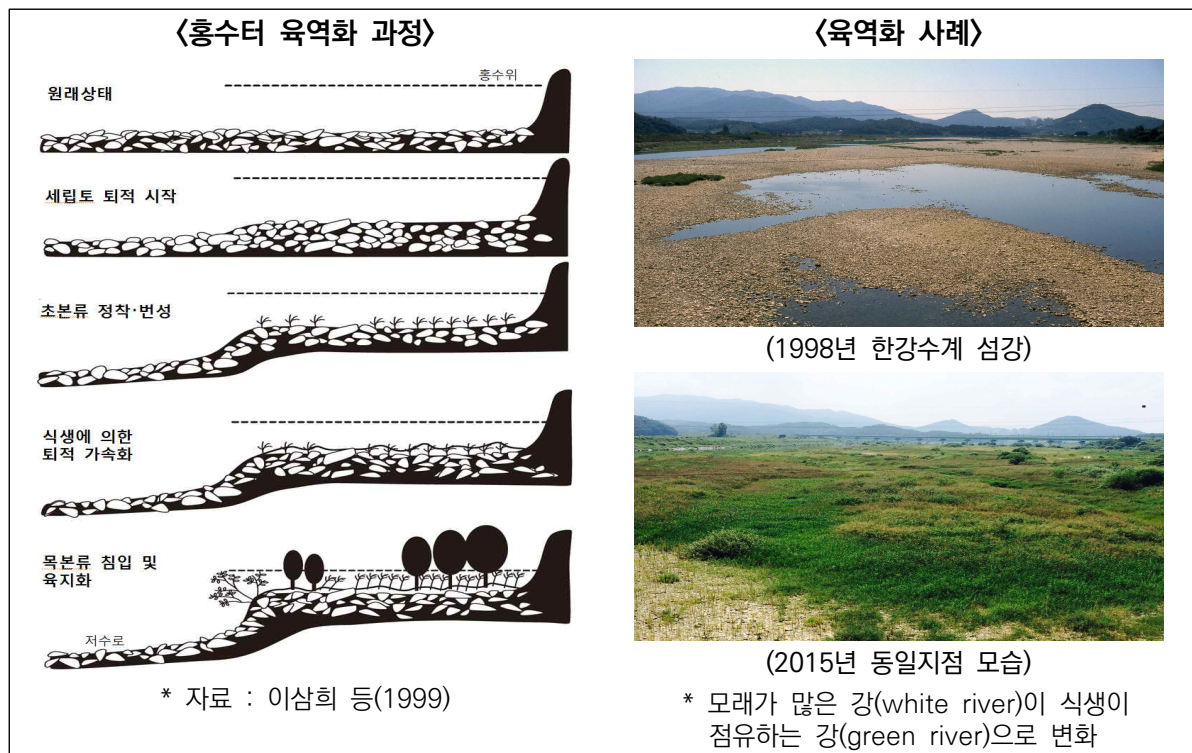 <홍수터 육역화 과정>
홍수위
원래상태
세립토 퇴적 시작
초본류 정착·번성
식생에 의한
퇴적 가속화
목본류 침입 및
육지화
저수로
* 자료 : 이삼희 등(1999)
<육역화 사례>
(1998년 한강수계 섬강)
(2015년 동일지점 모습)
* 모래가 많은 강(white river)이 식생이
점유하는 강(green river)으로 변화